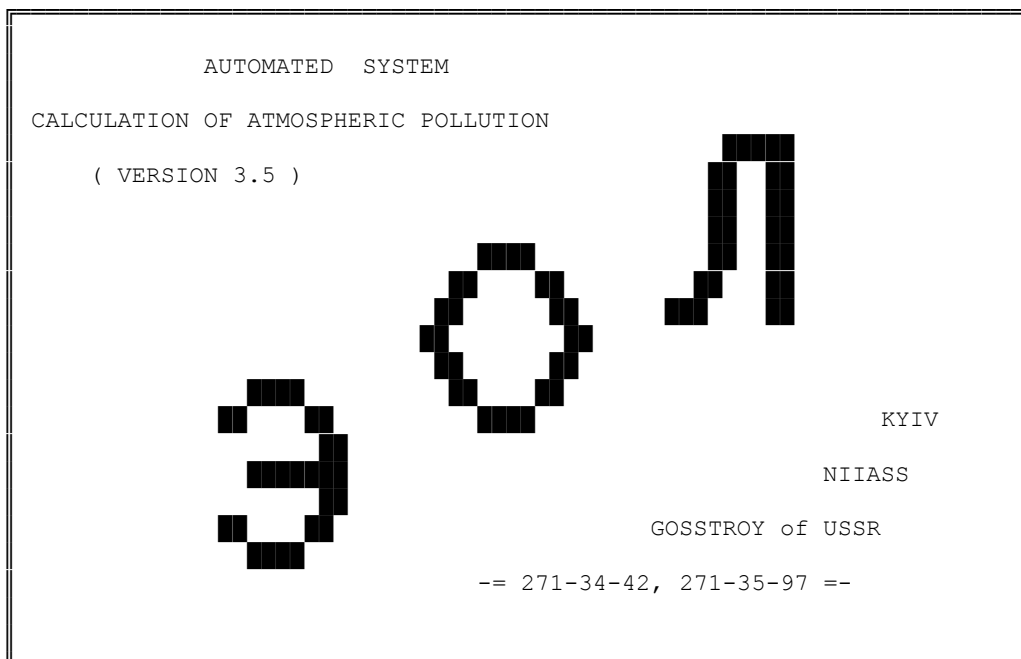 AUTOMATED SYSTEM
CALCULATION OF ATMOSPHERIC POLLUTION
( VERSION 3.5 )
ЭОЛ
KYIV
NIIASS
GOSSTROY of USSR
-= 271-34-42, 271-35-97 =-